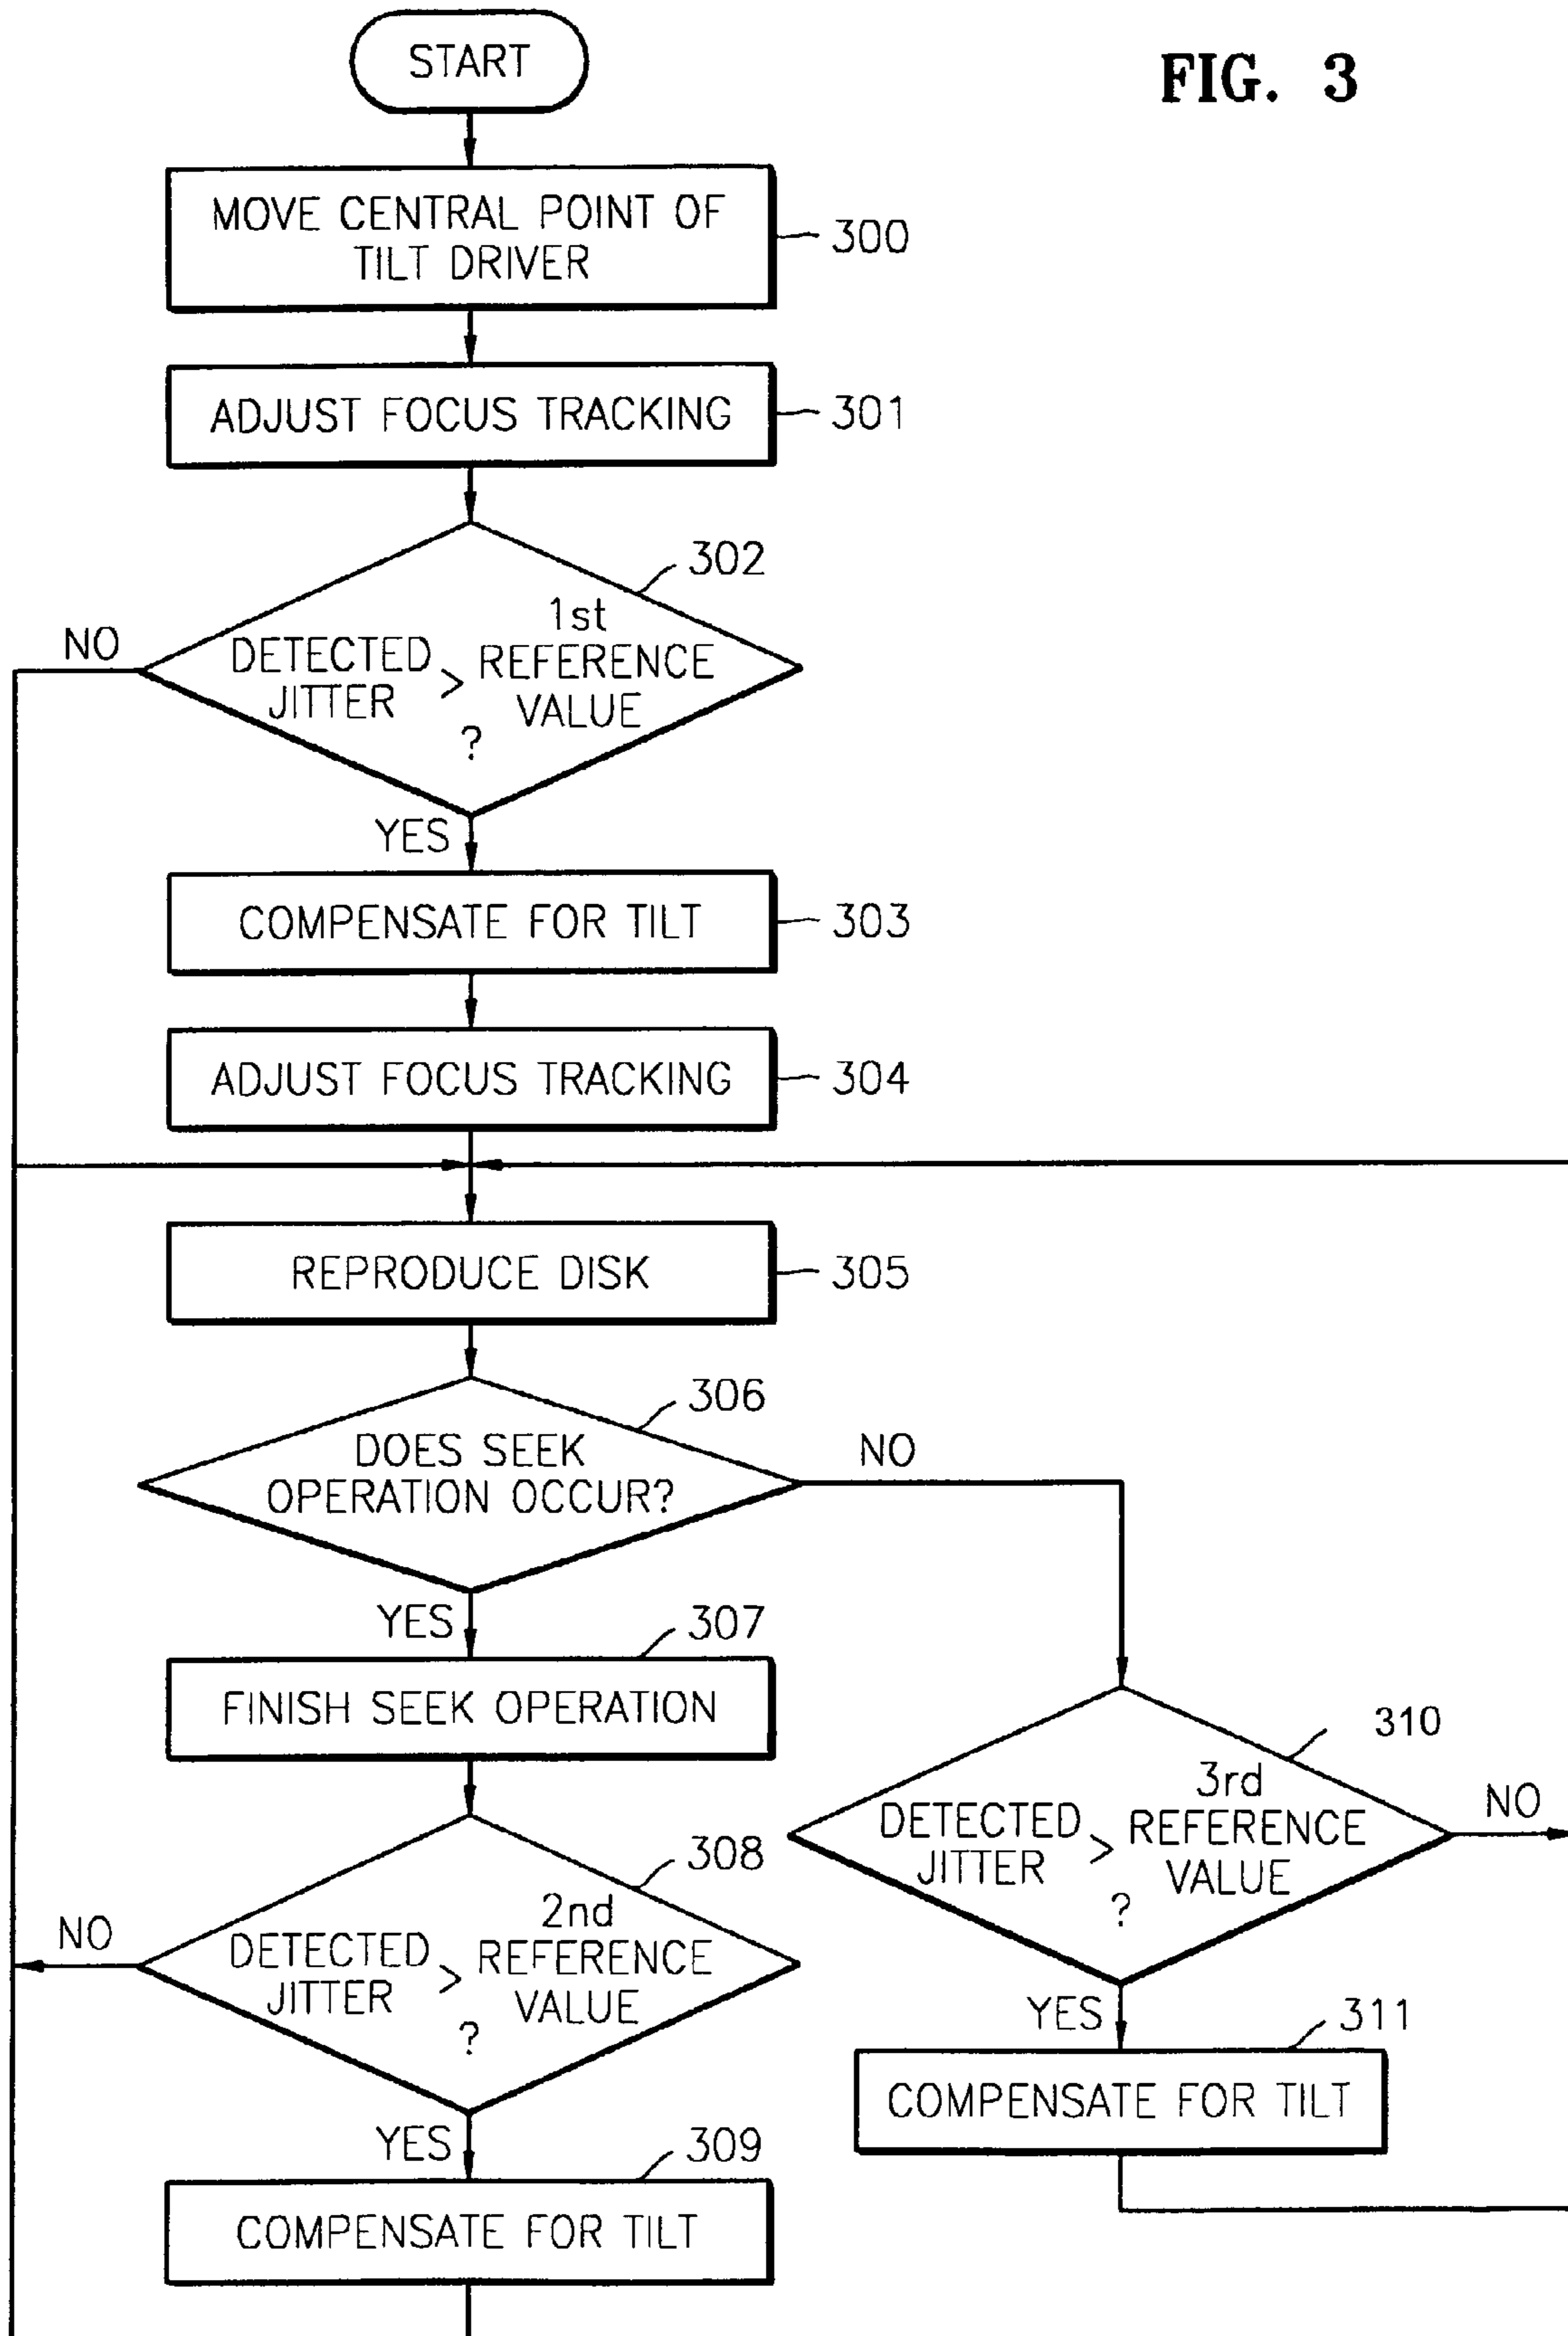 START
FIG. 3
MOVE CENTRAL POINT OF
TILT DRIVER
300
ADJUST FOCUS TRACKING
301
302
NO
DETECTED
JITTER
>
1st
REFERENCE
VALUE
?
YES
COMPENSATE FOR TILT
303
ADJUST FOCUS TRACKING
304
REPRODUCE DISK
305
306
DOES SEEK
OPERATION OCCUR?
NO
YES
307
FINISH SEEK OPERATION
308
NO
DETECTED
JITTER
>
2nd
REFERENCE
VALUE
?
YES
309
COMPENSATE FOR TILT
310
DETECTED
JITTER
>
3rd
REFERENCE
VALUE
?
NO
YES
311
COMPENSATE FOR TILT